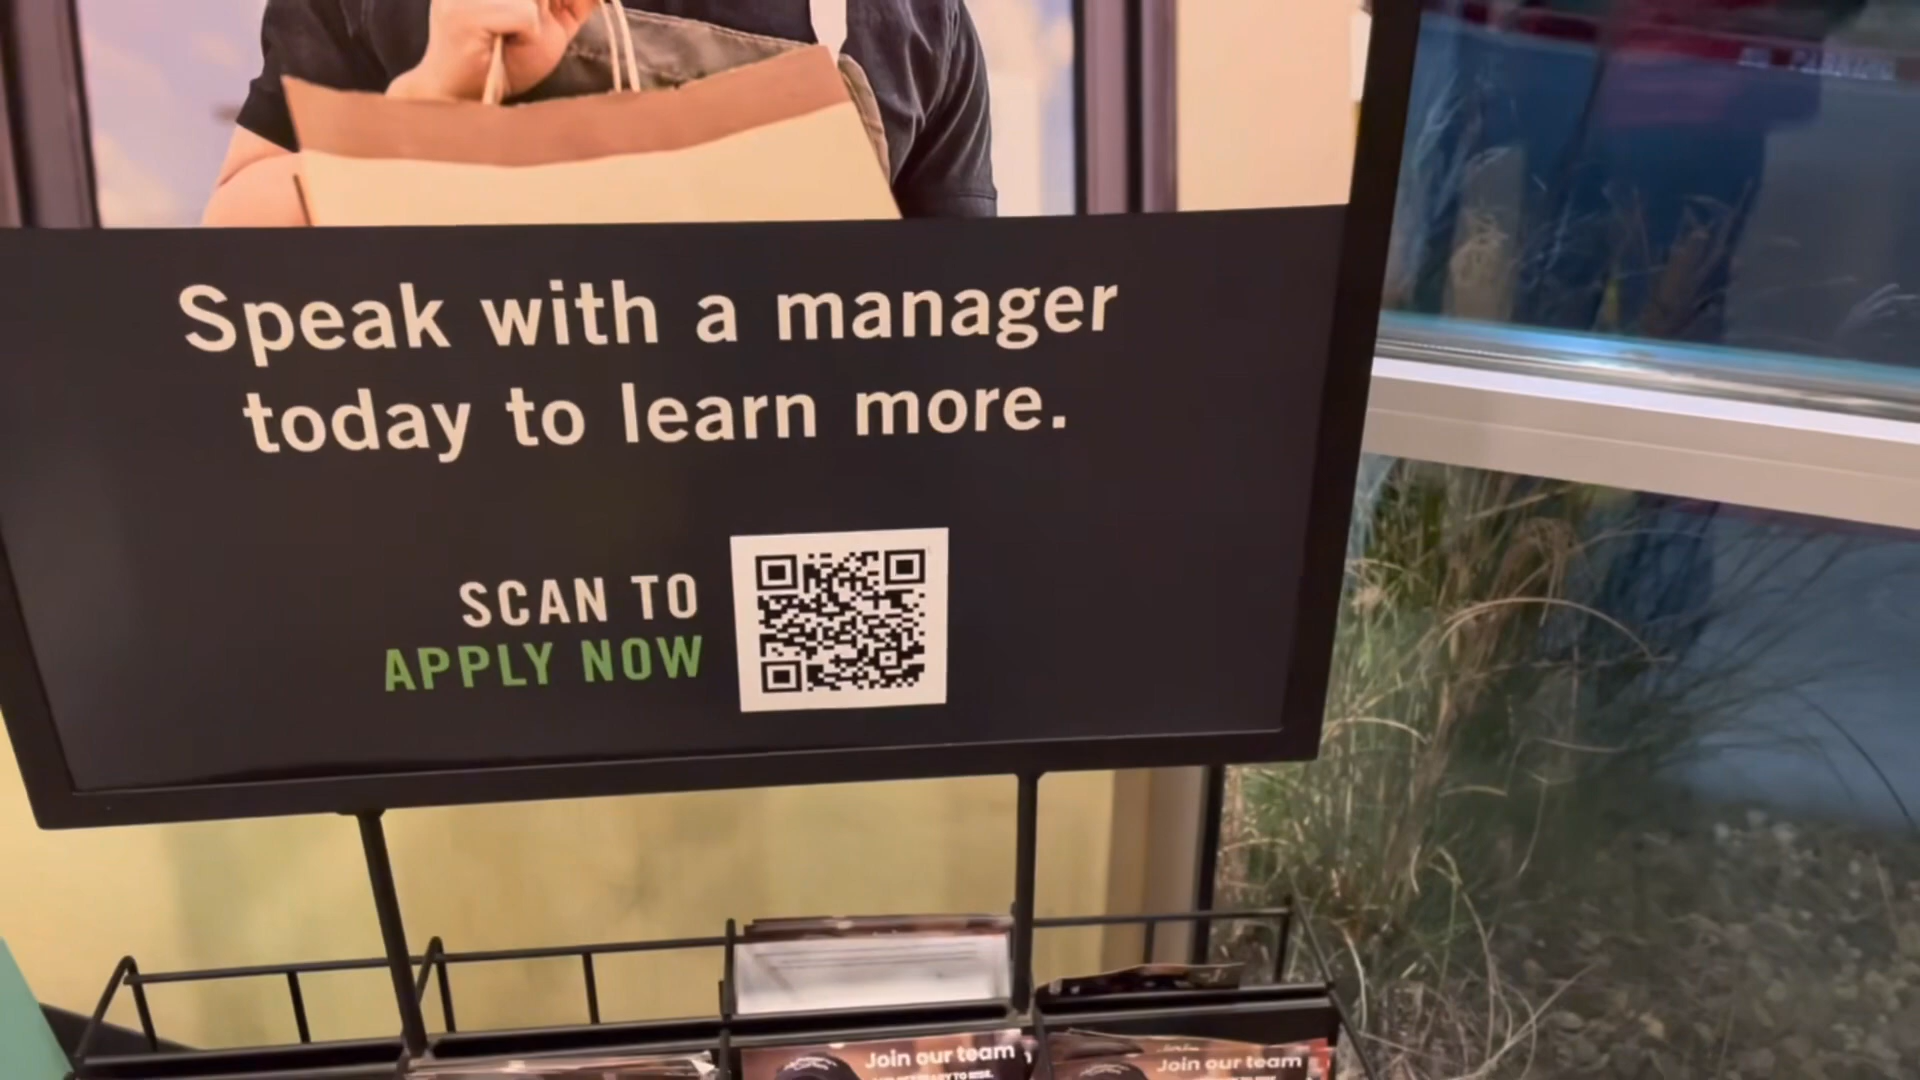 Speak with a manager
today to learn more.
SCAN TO
APPLY NOW
Join our team
Join our team